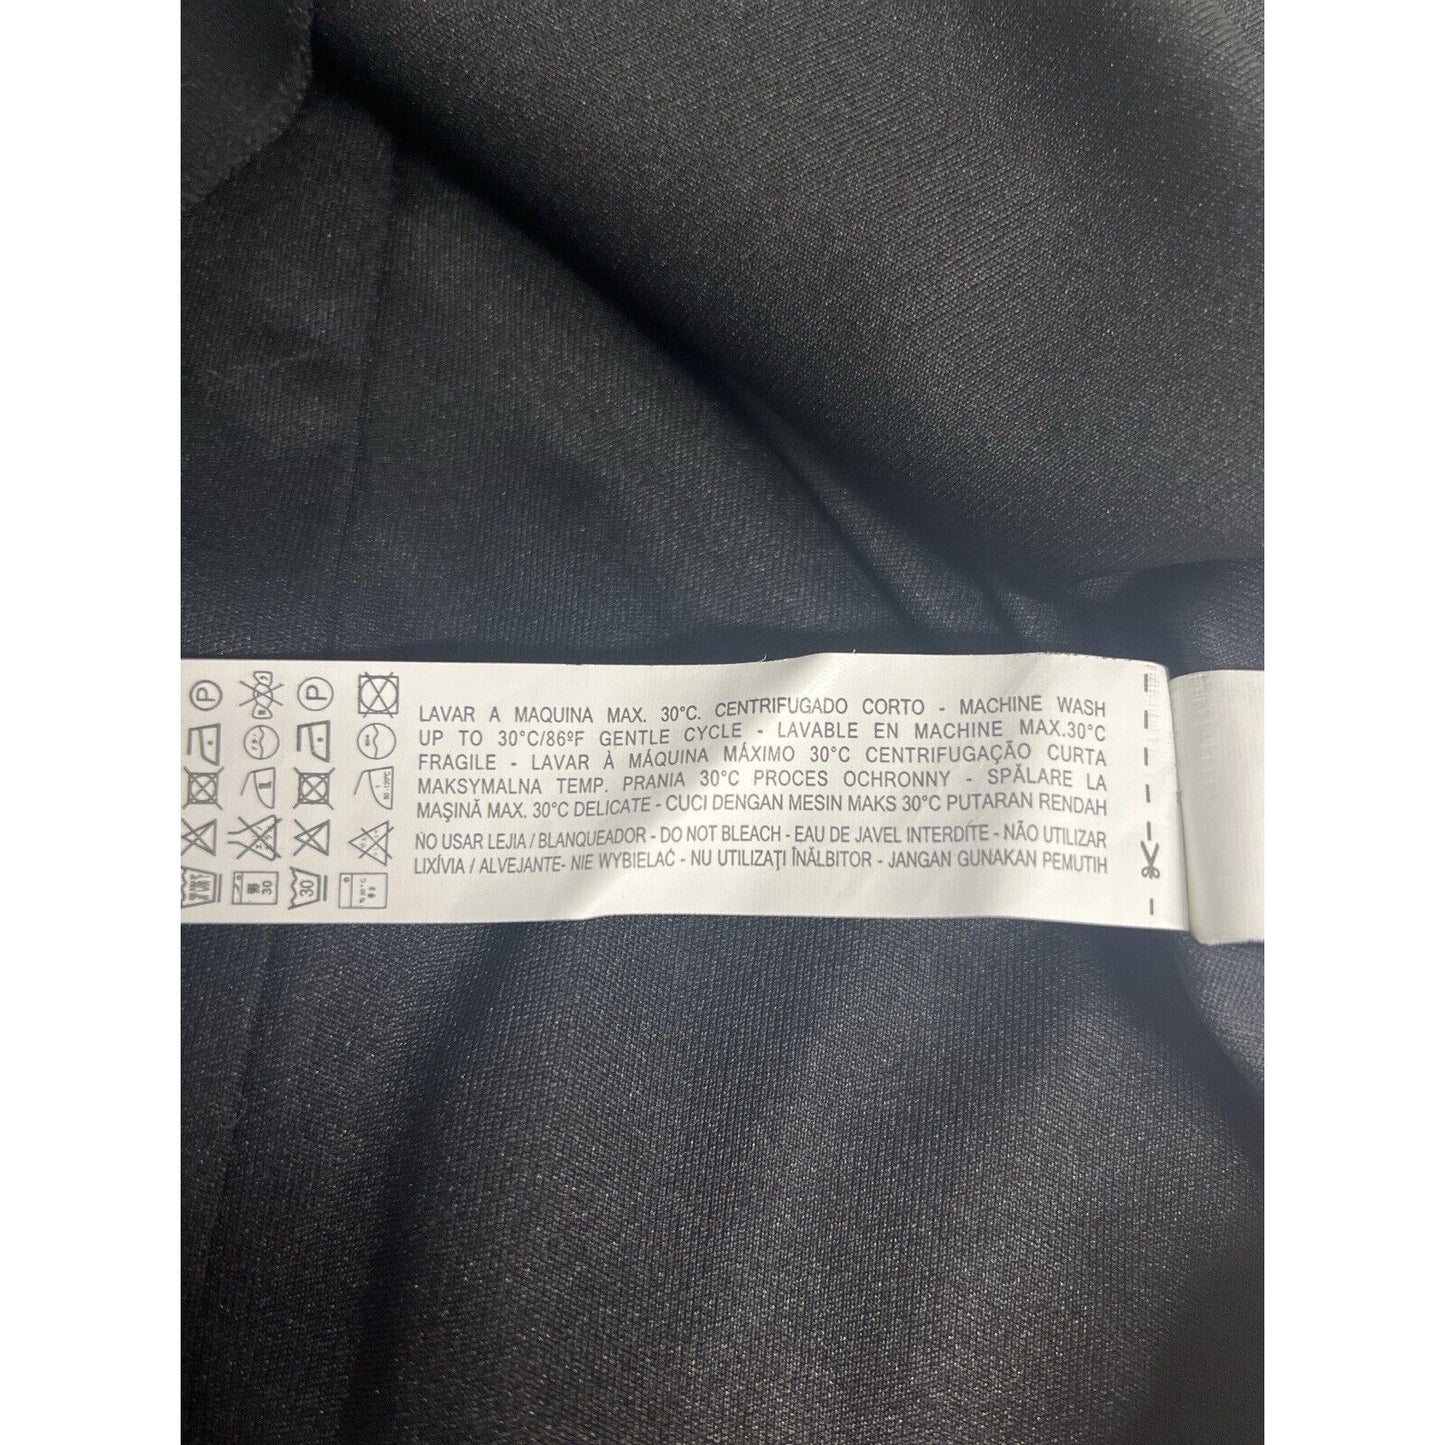 LAVAR A MAQUINA MAX. 30°C. CENTRIFUGADO CORTO - MACHINE WASH
UP TO 30°C/86ºF GENTLE CYCLE - LAVABLE EN MACHINE MAX.30°C
FRAGILE - LAVAR À MÁQUINA MÁXIMO 30°C CENTRIFUGAÇÃO CURTA
MAKSYMALNA TEMP. PRANIA 30°C PROCES OCHRONNY - SPĂLARE LA
MAŞINĂ MAX. 30°C DELICATE - CUCI DENGAN MESIN MAKS 30°C PUTARAN RENDAH
NO USAR LEJIA / BLANQUEADOR - DO NOT BLEACH - EAU DE JAVEL INTERDITE - NÃO UTILIZAR
LIXÍVIA / ALVEJANTE- NIE WYBIELAĆ - NU UTILIZAŢI ÎNĂLBITOR - JANGAN GUNAKAN PEMUTIH
P P
30 30